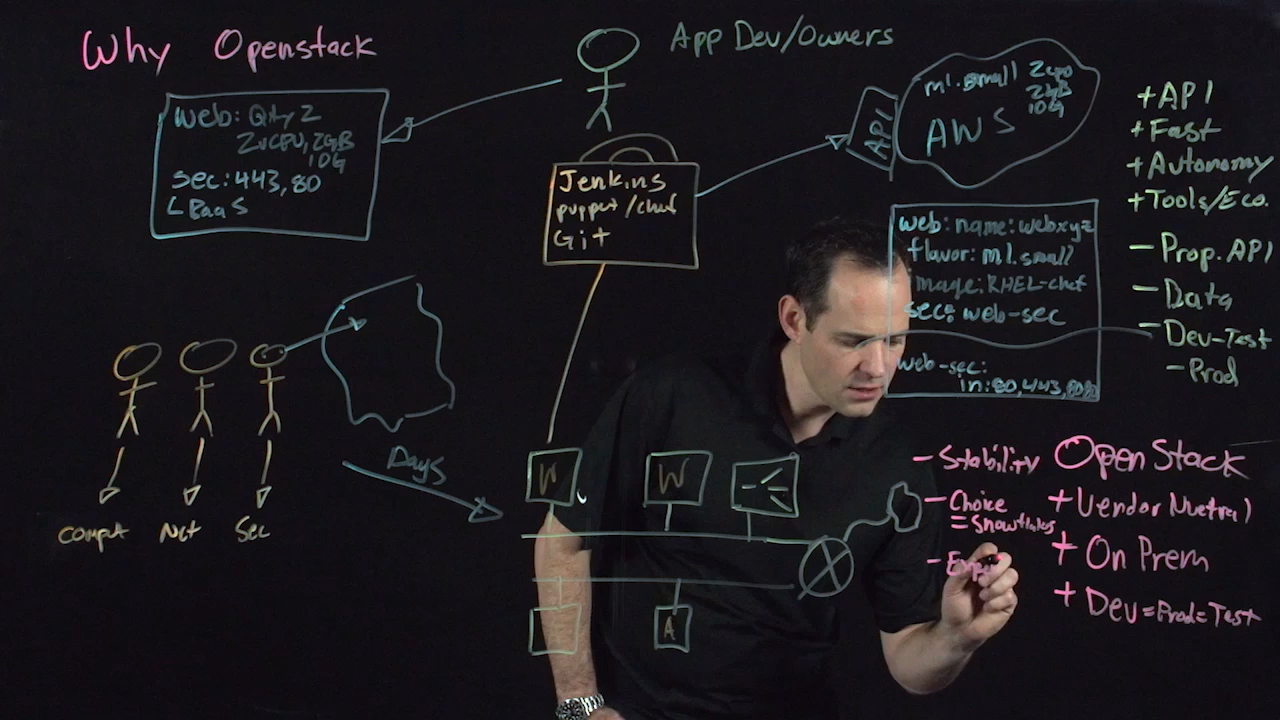 Why Openstack
App Dev/Owners
web: Qty 2
2vCPU, 2GB
10G
sec: 443, 80
LBaaS
Jenkins
puppet/chef
Git
API
m1.small 2cpu
2GB
10G
AWS
+ API
+ Fast
+ Autonomy
+ Tools/Eco.
- Prop. API
- Data
- Dev-Test
- Prod
web: name: webxyz
flavor: m1.small
image: RHEL-chef
sec: web-sec
web-sec:
in: 80, 443, 8080
Comput Net Sec
Days
W W
A
- Stability
- Choice
= Snowflakes
OpenStack
+ Vendor Nuetral
+ On Prem
+ Dev = Prod = Test